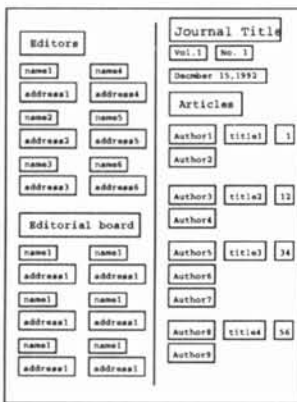 Editors
name1 name4
address1 address4
name2 name5
address2 address5
name3 name6
address3 address6
Editorial board
name1 name1
address1 address1
name1 name1
address1 address1
name1 name1
address1 address1
Journal Title
Vol.1 No. 1
Decmber 15,1992
Articles
Author1 title1 1
Author2
Author3 title2 12
Author4
Author5 title3 34
Author6
Author7
Author8 title4 56
Author9